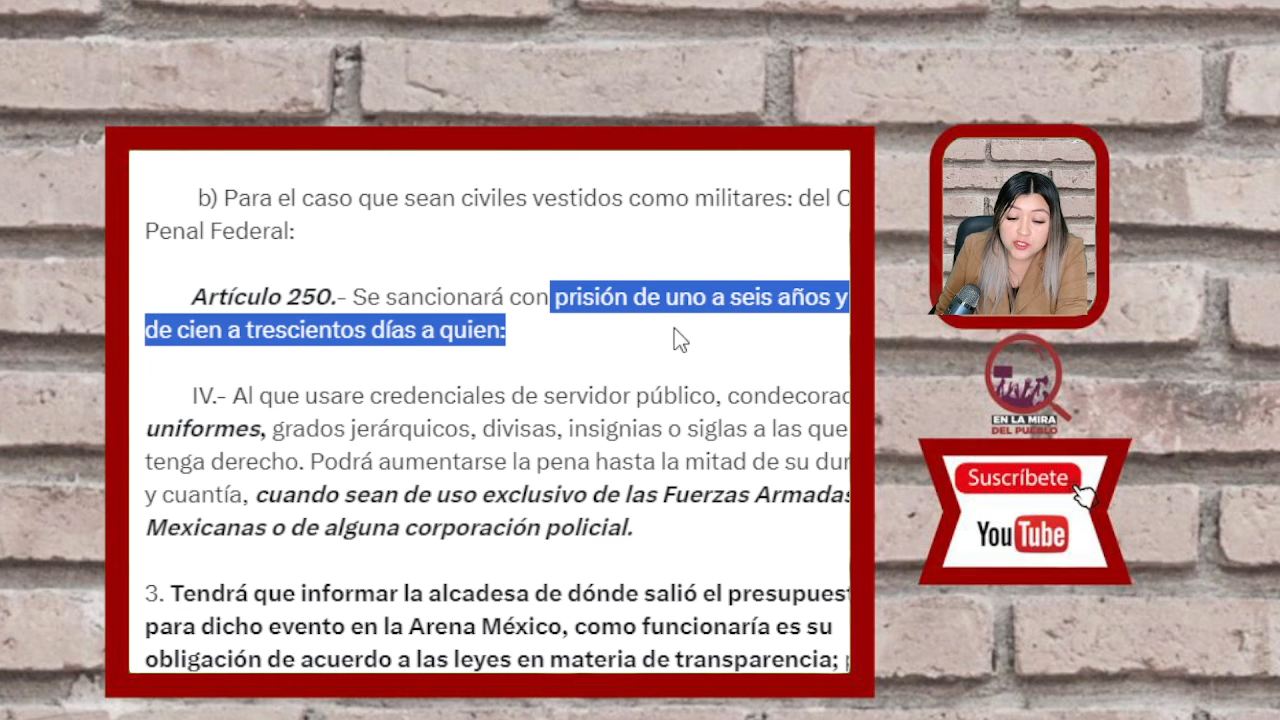 b) Para el caso que sean civiles vestidos como militares: del
Penal Federal:
Artículo 250.- Se sancionará con prisión de uno a seis años y
de cien a trescientos días a quien:
IV.- Al que usare credenciales de servidor público,
uniformes, grados jerárquicos, divisas, insignias o siglas a las que
tenga derecho. Podrá aumentarse la pena hasta la mitad de su
y cuantía, cuando sean de uso exclusivo de las Fuerzas Armadas
Mexicanas o de alguna corporación policial.
3. Tendrá que informar la alcadesa de dónde salió el
para dicho evento en la Arena México, como funcionaría es su
obligación de acuerdo a las leyes en materia de transparencia;
EN LA MIRA
DEL PUEBLO
Suscríbete
YouTube